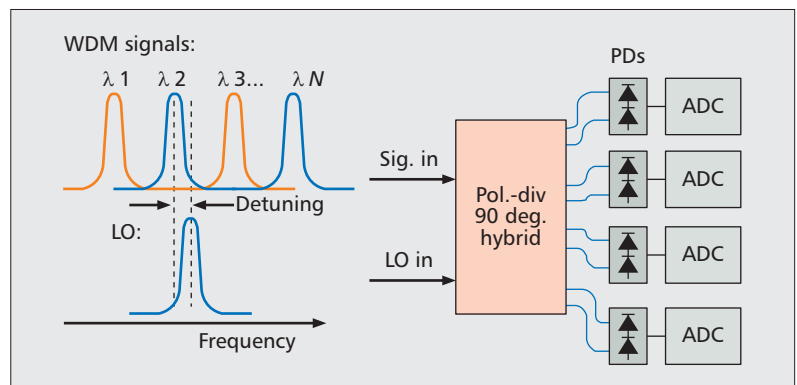 WDM signals:
λ 1 λ 2 λ 3... λ N
Detuning
LO:
Frequency
Sig. in
LO in
Pol.-div
90 deg.
hybrid
PDs
ADC
ADC
ADC
ADC